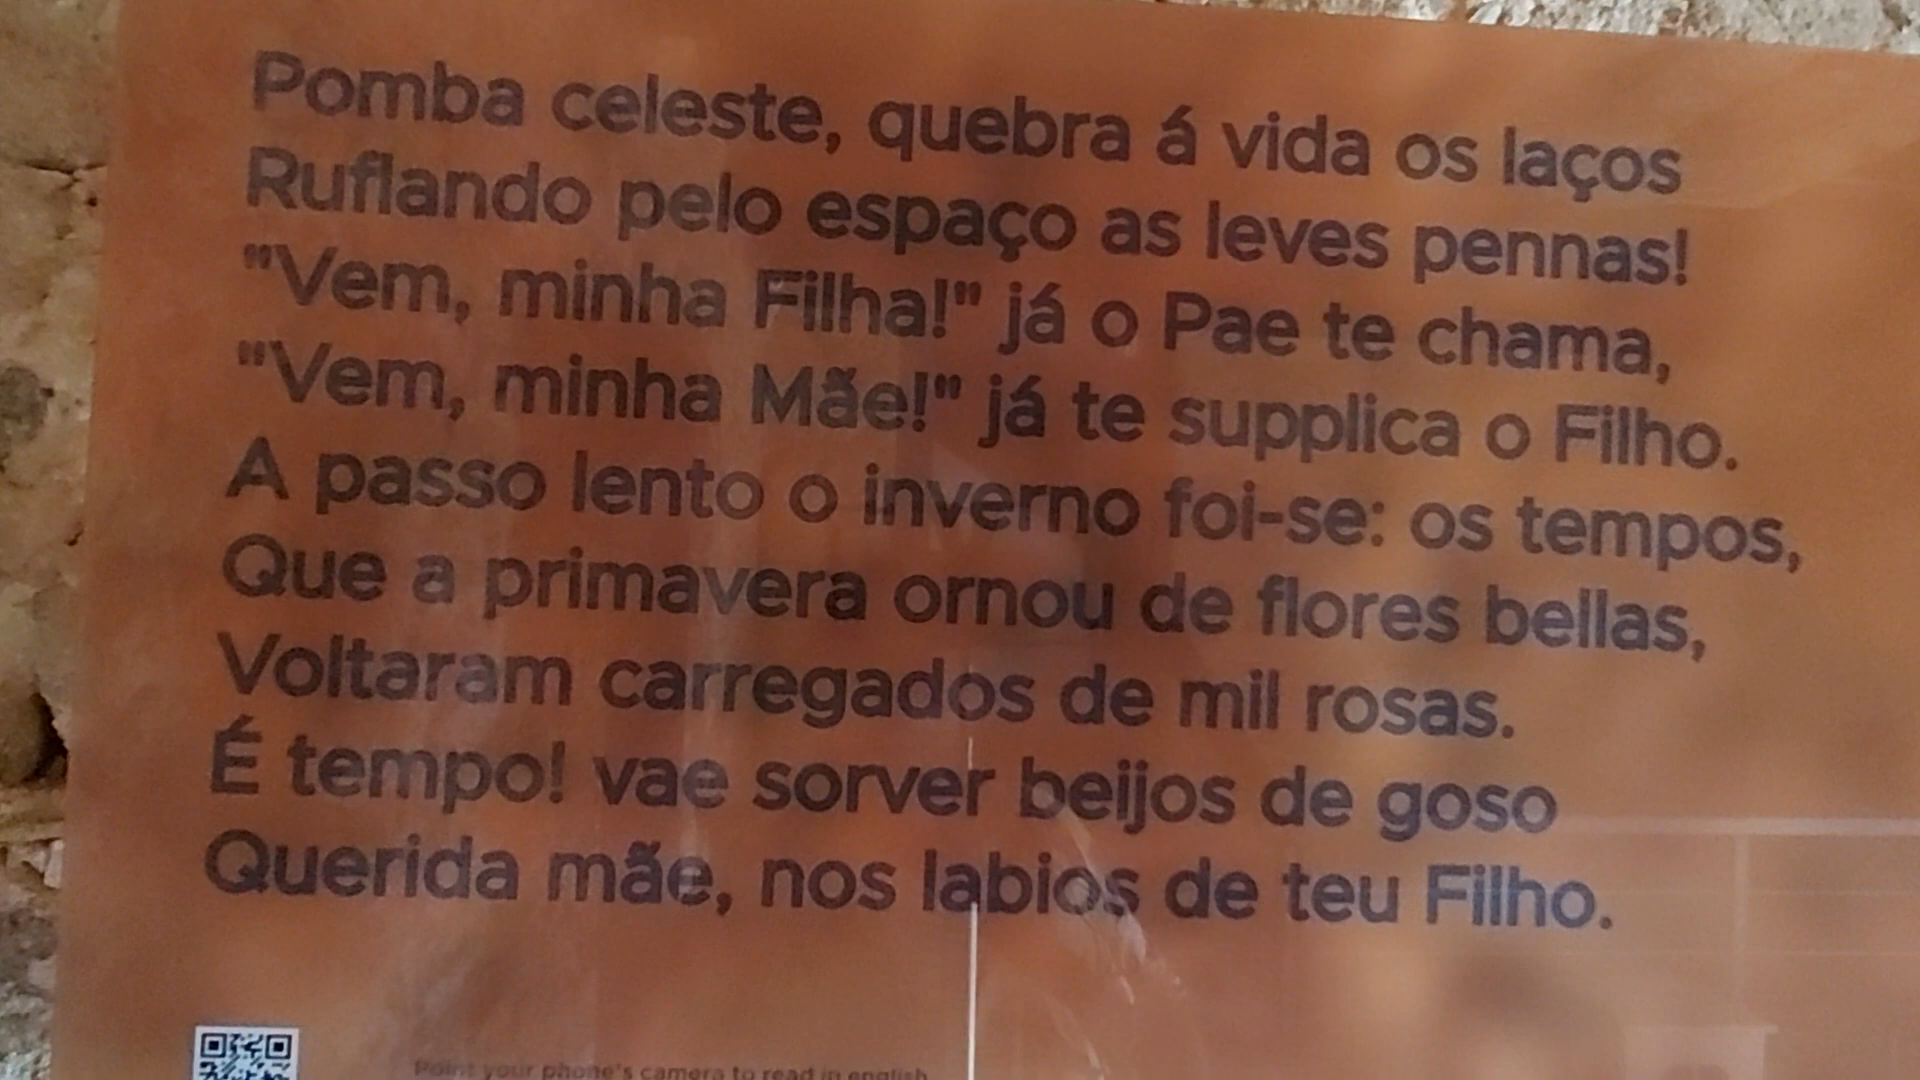 Pomba celeste, quebra á vida os laços
Ruflando pelo espaço as leves pennas!
"Vem, minha Filha!" já o Pae te chama,
"Vem, minha Mãe!" já te supplica o Filho.
A passo lento o inverno foi-se: os tempos,
Que a primavera ornou de flores bellas,
Voltaram carregados de mil rosas.
É tempo! vae sorver beijos de goso
Querida mãe, nos labios de teu Filho.
Point your phone's camera to read in english